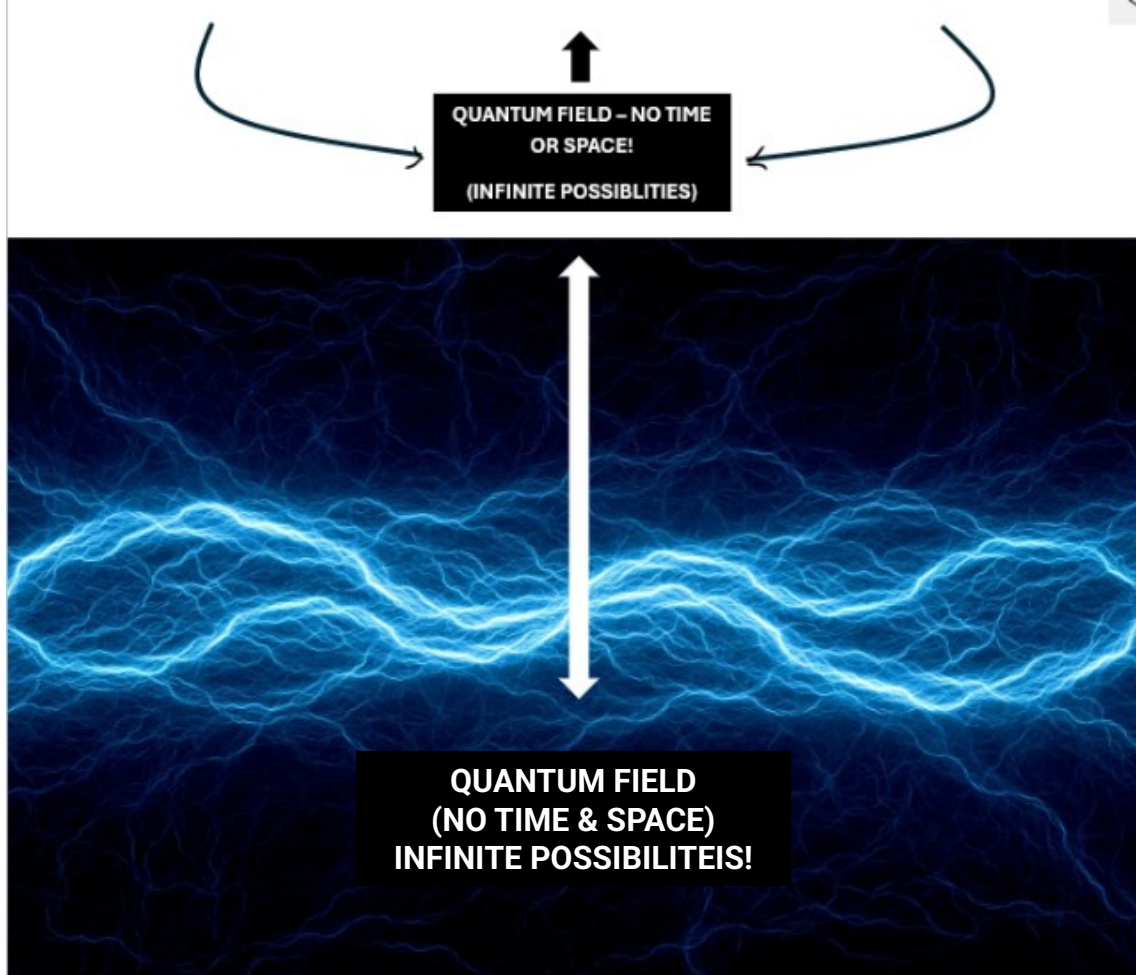 QUANTUM FIELD – NO TIME
OR SPACE!
(INFINITE POSSIBLITIES)
QUANTUM FIELD
(NO TIME & SPACE)
INFINITE POSSIBILITEIS!